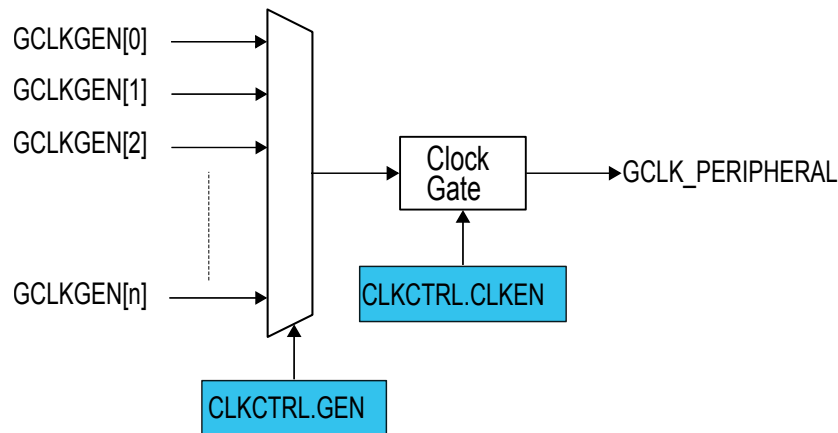 GCLKGEN[0]
GCLKGEN[1]
GCLKGEN[2]
Clock
Gate
GCLK_PERIPHERAL
GCLKGEN[n]
CLKCTRL.CLKEN
CLKCTRL.GEN